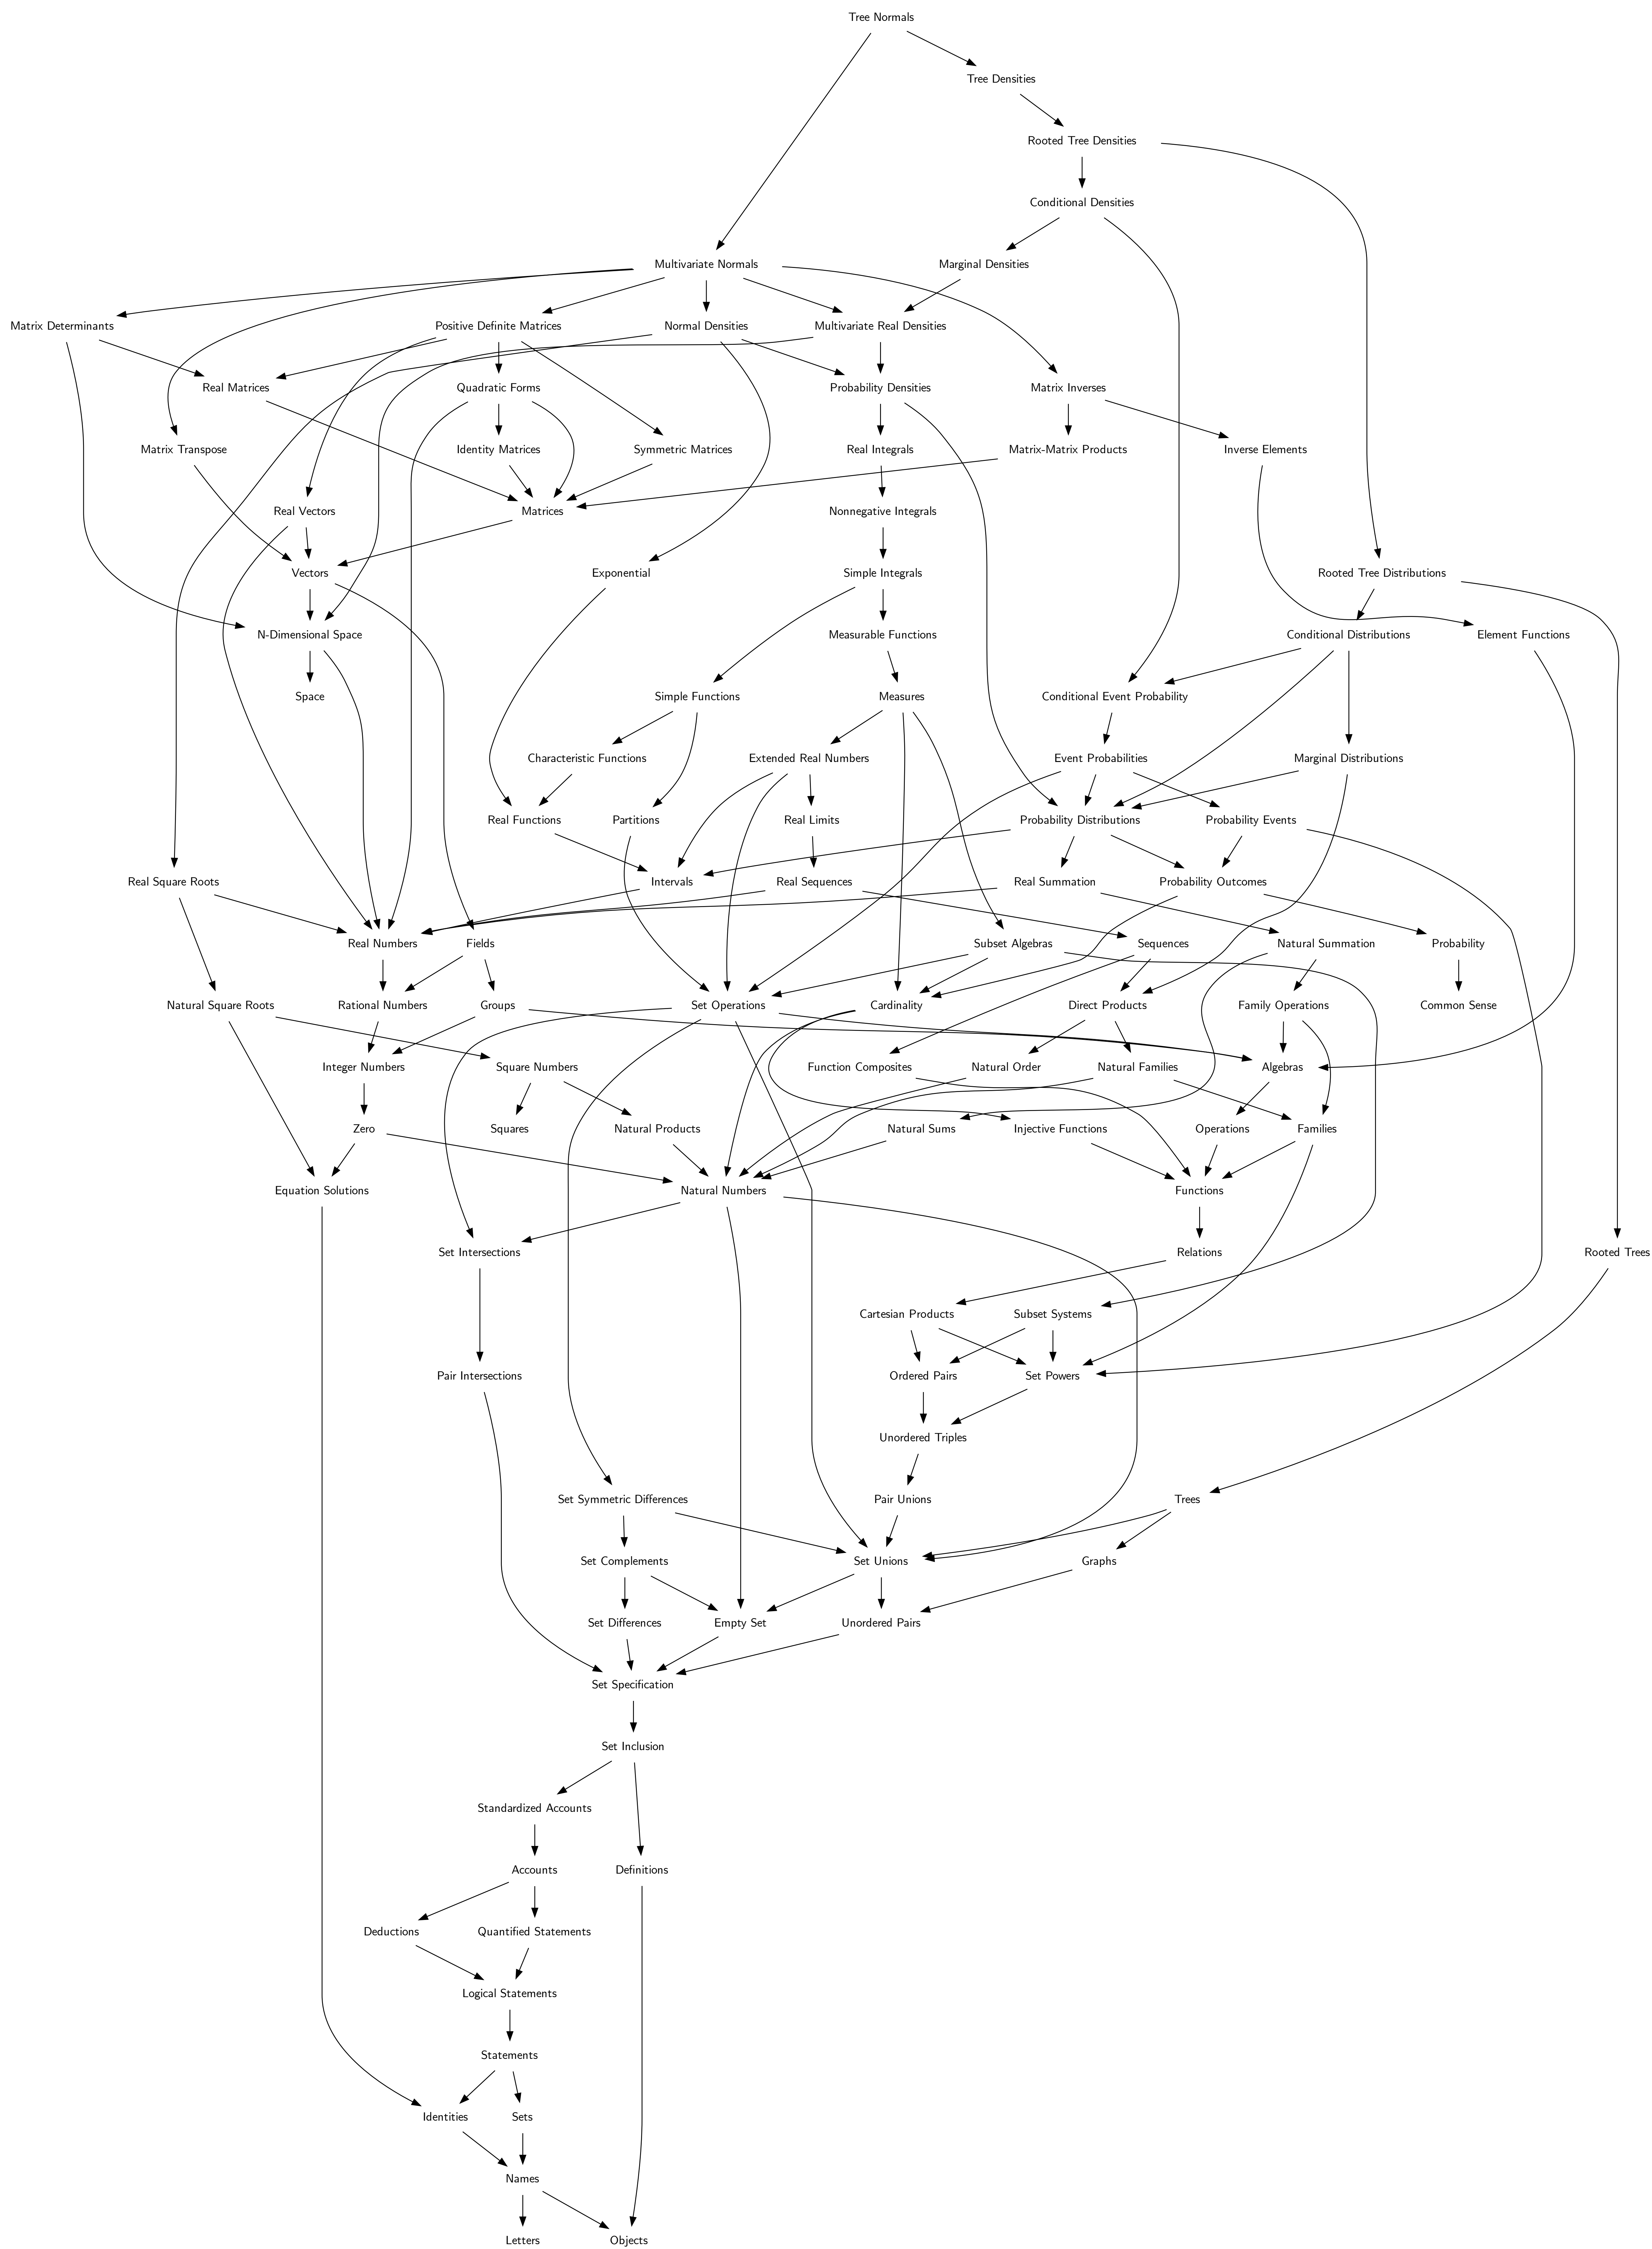 Tree Normals
Tree Densities
Rooted Tree Densities
Conditional Densities
Multivariate Normals
Marginal Densities
Matrix Determinants
Positive Definite Matrices
Normal Densities
Multivariate Real Densities
Real Matrices
Quadratic Forms
Probability Densities
Matrix Inverses
Matrix Transpose
Identity Matrices
Symmetric Matrices
Real Integrals
Matrix-Matrix Products
Inverse Elements
Real Vectors
Matrices
Nonnegative Integrals
Vectors
Exponential
Simple Integrals
Rooted Tree Distributions
N-Dimensional Space
Measurable Functions
Conditional Distributions
Element Functions
Space
Simple Functions
Measures
Conditional Event Probability
Characteristic Functions
Extended Real Numbers
Event Probabilities
Marginal Distributions
Real Functions
Partitions
Real Limits
Probability Distributions
Probability Events
Real Square Roots
Intervals
Real Sequences
Real Summation
Probability Outcomes
Real Numbers
Fields
Subset Algebras
Sequences
Natural Summation
Probability
Natural Square Roots
Rational Numbers
Groups
Set Operations
Cardinality
Direct Products
Family Operations
Common Sense
Integer Numbers
Square Numbers
Function Composites
Natural Order
Natural Families
Algebras
Zero
Squares
Natural Products
Natural Sums
Injective Functions
Operations
Families
Equation Solutions
Natural Numbers
Functions
Set Intersections
Relations
Rooted Trees
Cartesian Products
Subset Systems
Pair Intersections
Ordered Pairs
Set Powers
Unordered Triples
Set Symmetric Differences
Pair Unions
Trees
Set Complements
Set Unions
Graphs
Set Differences
Empty Set
Unordered Pairs
Set Specification
Set Inclusion
Standardized Accounts
Accounts
Definitions
Deductions
Quantified Statements
Logical Statements
Statements
Identities
Sets
Names
Letters
Objects